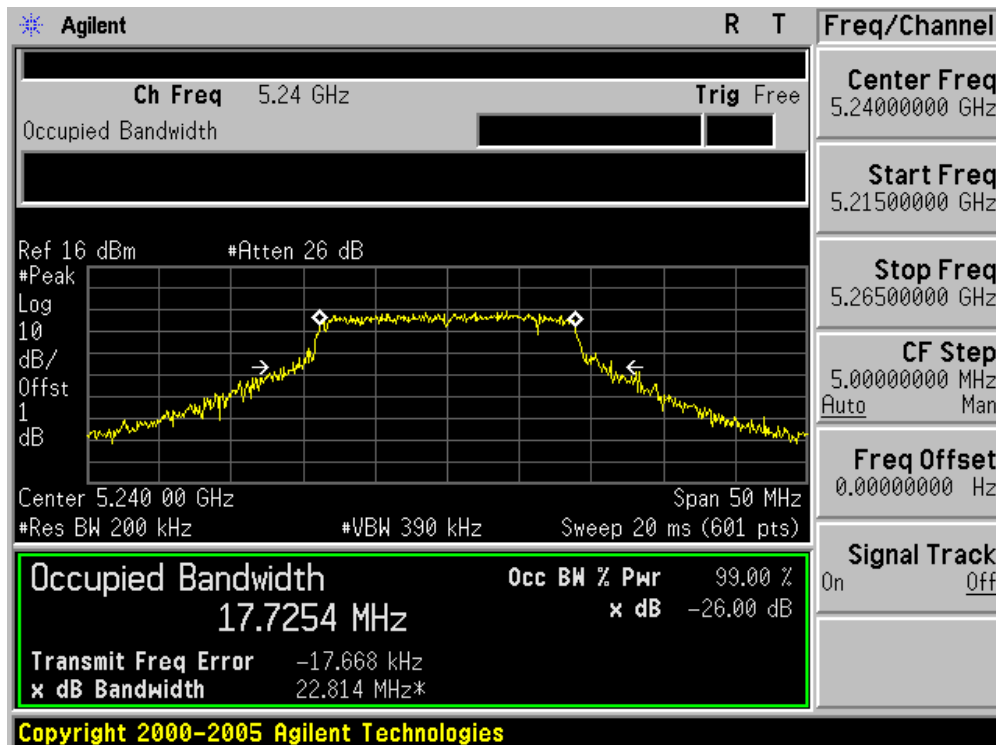 Agilent R T
Freq/Channel
Ch Freq 5.24 GHz Trig Free
Occupied Bandwidth
Center Freq
5.24000000 GHz
Start Freq
5.21500000 GHz
Stop Freq
5.26500000 GHz
CF Step
5.00000000 MHz
Auto Man
Freq Offset
0.00000000 Hz
Signal Track
On Off
Ref 16 dBm #Atten 26 dB
#Peak
Log
10
dB/
Offst
1
dB
Center 5.240 00 GHz Span 50 MHz
#Res BW 200 kHz #VBW 390 kHz Sweep 20 ms (601 pts)
Occupied Bandwidth
17.7254 MHz
Occ BW % Pwr 99.00 %
x dB -26.00 dB
Transmit Freq Error -17.668 kHz
x dB Bandwidth 22.814 MHz*
Copyright 2000-2005 Agilent Technologies